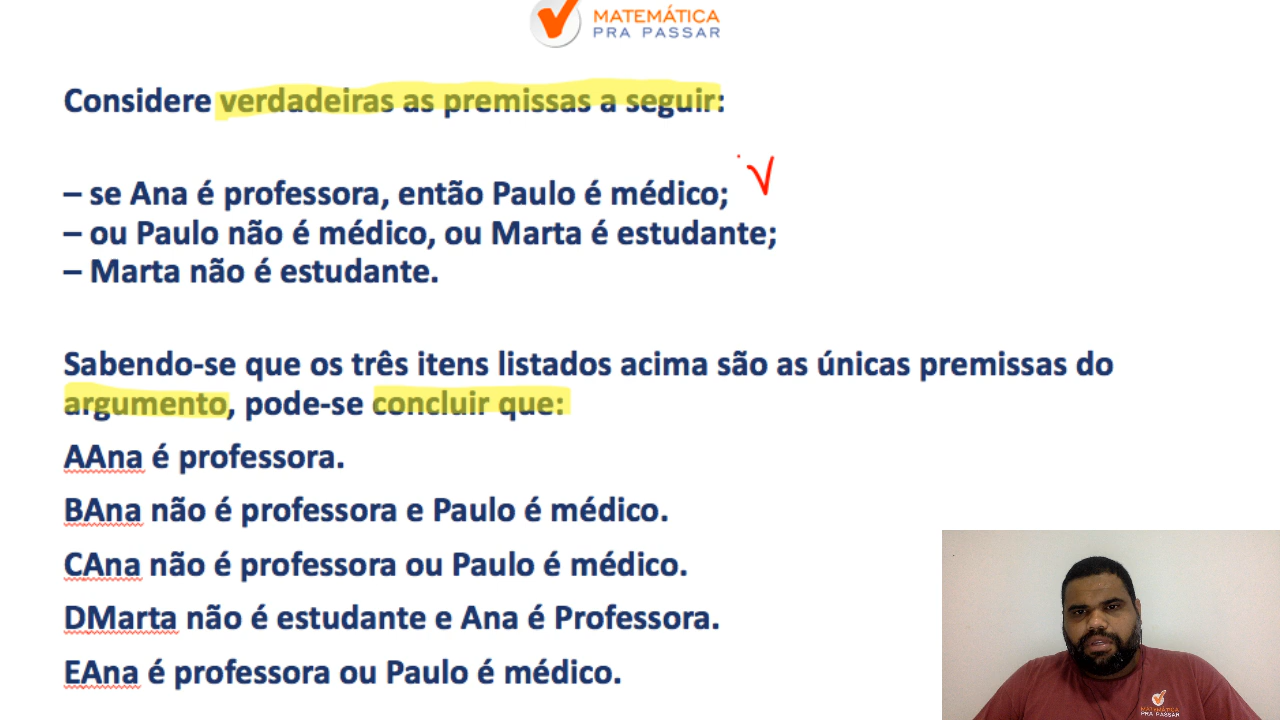 MATEMÁTICA
PRA PASSAR
Considere verdadeiras as premissas a seguir:
– se Ana é professora, então Paulo é médico;
V
– ou Paulo não é médico, ou Marta é estudante;
– Marta não é estudante.
Sabendo-se que os três itens listados acima são as únicas premissas do
argumento, pode-se concluir que:
AAna é professora.
BAna não é professora e Paulo é médico.
CAna não é professora ou Paulo é médico.
DMarta não é estudante e Ana é Professora.
EAna é professora ou Paulo é médico.
MATEMÁTICA
PRA PASSAR